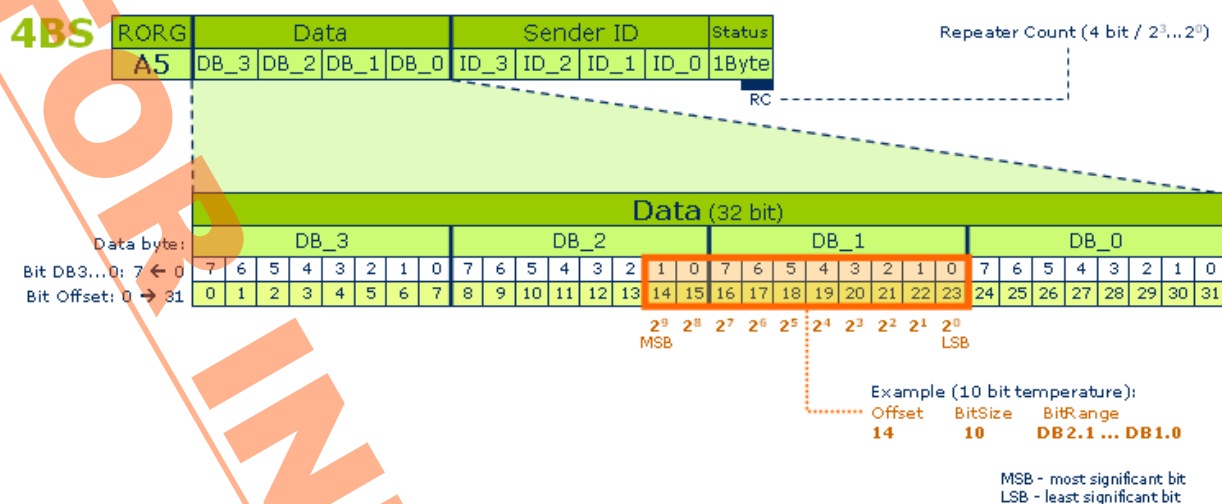 4BS RORG Data Sender ID Status
A5 DB_3 DB_2 DB_1 DB_0 ID_3 ID_2 ID_1 ID_0 1Byte
RC
Repeater Count (4 bit / 2³...2⁰)
Data (32 bit)
Data byte: DB_3 DB_2 DB_1 DB_0
Bit DB3...0: 7 ← 0 7 6 5 4 3 2 1 0 7 6 5 4 3 2 1 0 7 6 5 4 3 2 1 0 7 6 5 4 3 2 1 0
Bit Offset: 0 → 31 0 1 2 3 4 5 6 7 8 9 10 11 12 13 14 15 16 17 18 19 20 21 22 23 24 25 26 27 28 29 30 31
2⁹ 2⁸ 2⁷ 2⁶ 2⁵ 2⁴ 2³ 2² 2¹ 2⁰
MSB LSB
Example (10 bit temperature):
Offset BitSize BitRange
14 10 DB2.1 ... DB1.0
MSB - most significant bit
LSB - least significant bit
FOR IN